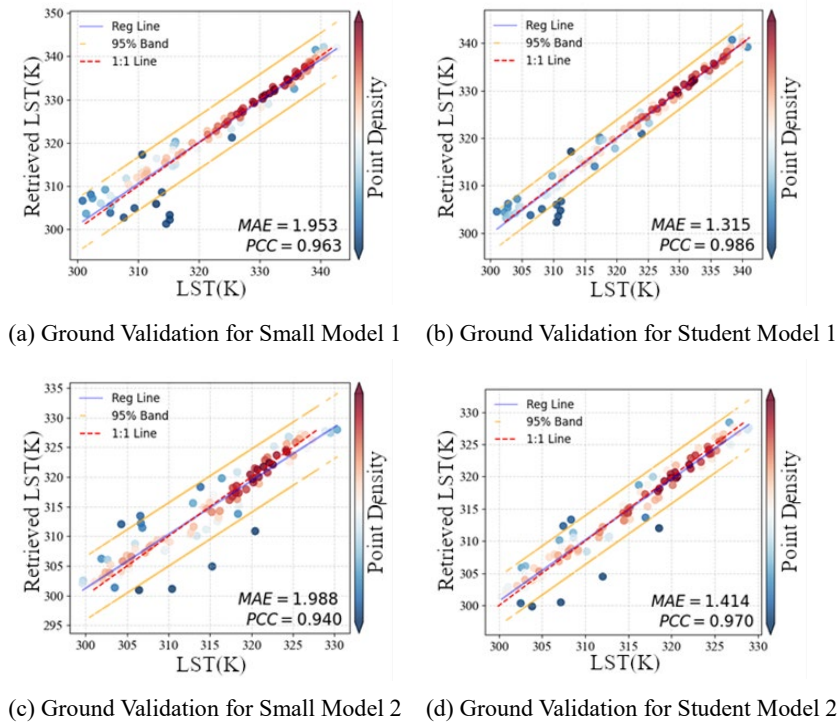 350
340
330
320
310
300
300
310
320
330
340
Retrieved LST(K)
LST(K)
Reg Line
95% Band
1:1 Line
MAE = 1.953
PCC = 0.963
Point Density
(a) Ground Validation for Small Model 1
340
330
320
310
300
300
305
310
315
320
325
330
335
340
Retrieved LST(K)
LST(K)
Reg Line
95% Band
1:1 Line
MAE = 1.315
PCC = 0.986
Point Density
(b) Ground Validation for Student Model 1
335
330
325
320
315
310
305
300
295
300
305
310
315
320
325
330
Retrieved LST(K)
LST(K)
Reg Line
95% Band
1:1 Line
MAE = 1.988
PCC = 0.940
Point Density
(c) Ground Validation for Small Model 2
330
325
320
315
310
305
300
300
305
310
315
320
325
330
Retrieved LST(K)
LST(K)
Reg Line
95% Band
1:1 Line
MAE = 1.414
PCC = 0.970
Point Density
(d) Ground Validation for Student Model 2